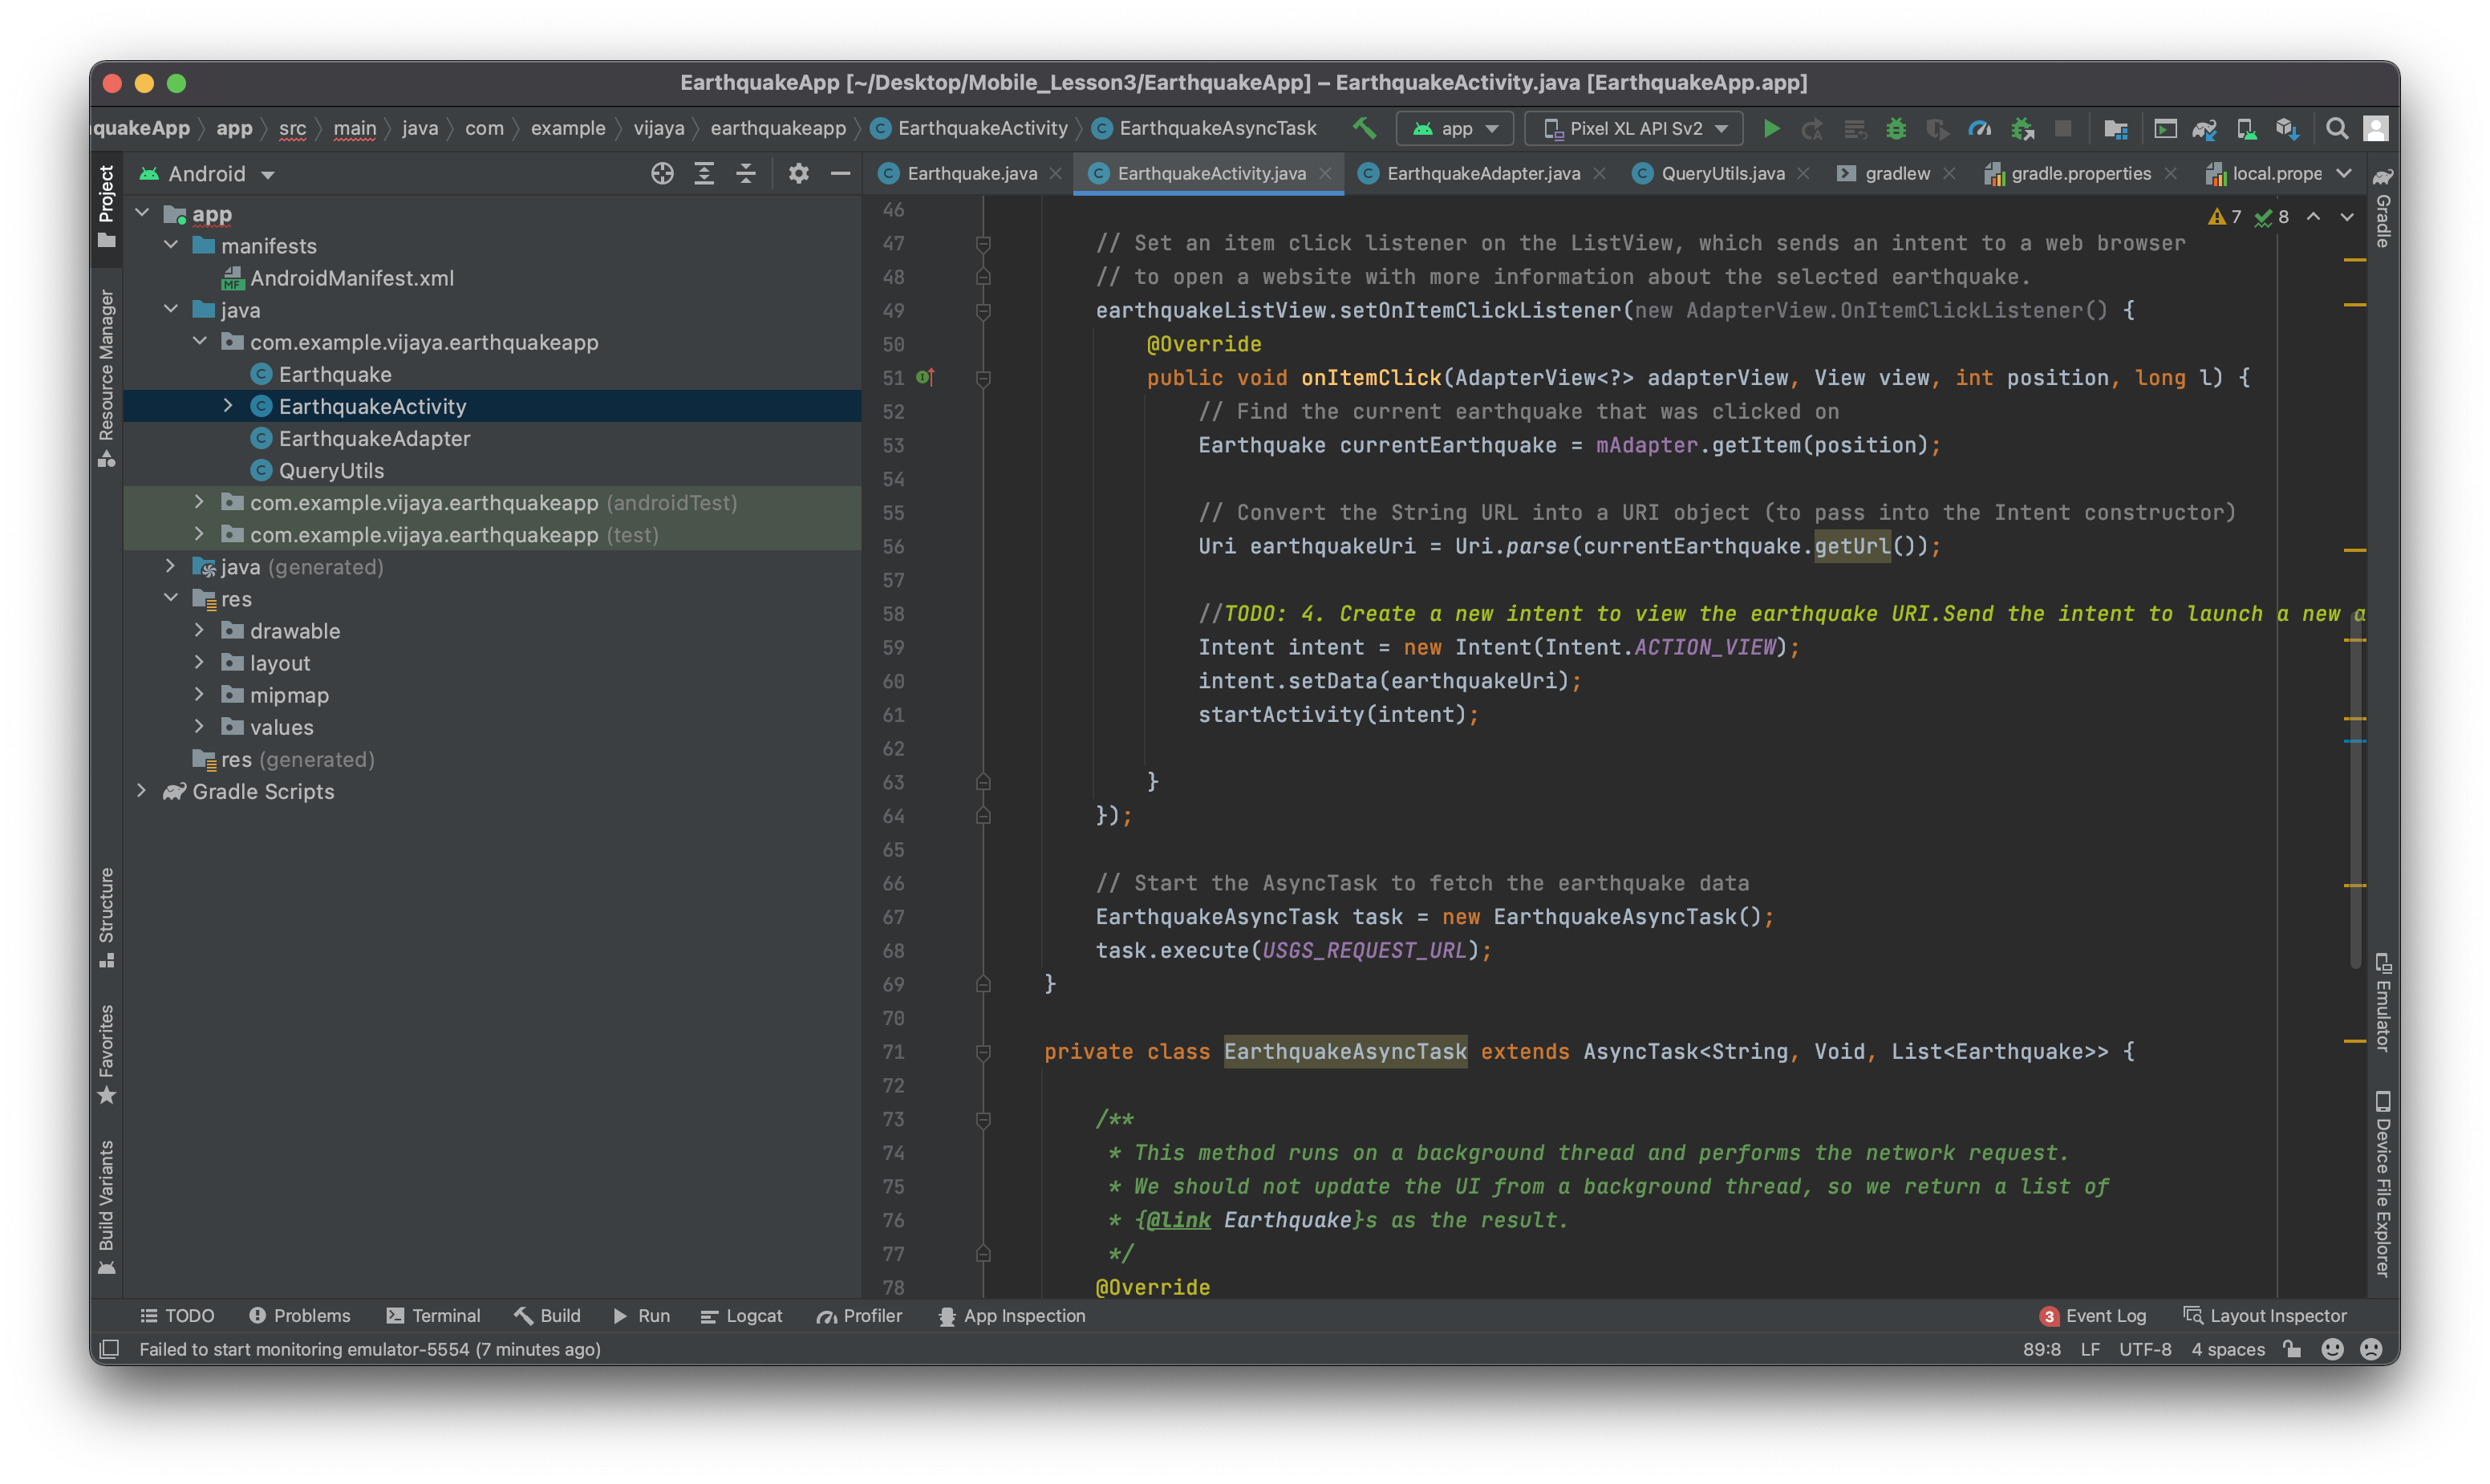 EarthquakeApp [~/Desktop/Mobile_Lesson3/EarthquakeApp] – EarthquakeActivity.java [EarthquakeApp.app]
quakeApp app src main java com example vijaya earthquakeapp EarthquakeActivity EarthquakeAsyncTask app Pixel XL API Sv2
Project
Resource Manager
Structure
Favorites
Build Variants
Android
app
manifests
AndroidManifest.xml
java
com.example.vijaya.earthquakeapp
Earthquake
EarthquakeActivity
EarthquakeAdapter
QueryUtils
com.example.vijaya.earthquakeapp (androidTest)
com.example.vijaya.earthquakeapp (test)
java (generated)
res
drawable
layout
mipmap
values
res (generated)
Gradle Scripts
Earthquake.java EarthquakeActivity.java EarthquakeAdapter.java QueryUtils.java gradlew gradle.properties local.prope
7 8
46
47 // Set an item click listener on the ListView, which sends an intent to a web browser
48 // to open a website with more information about the selected earthquake.
49 earthquakeListView.setOnItemClickListener(new AdapterView.OnItemClickListener() {
50 @Override
51 public void onItemClick(AdapterView<?> adapterView, View view, int position, long l) {
52 // Find the current earthquake that was clicked on
53 Earthquake currentEarthquake = mAdapter.getItem(position);
54
55 // Convert the String URL into a URI object (to pass into the Intent constructor)
56 Uri earthquakeUri = Uri.parse(currentEarthquake.getUrl());
57
58 //TODO: 4. Create a new intent to view the earthquake URI.Send the intent to launch a new a
59 Intent intent = new Intent(Intent.ACTION_VIEW);
60 intent.setData(earthquakeUri);
61 startActivity(intent);
62
63 }
64 });
65
66 // Start the AsyncTask to fetch the earthquake data
67 EarthquakeAsyncTask task = new EarthquakeAsyncTask();
68 task.execute(USGS_REQUEST_URL);
69 }
70
71 private class EarthquakeAsyncTask extends AsyncTask<String, Void, List<Earthquake>> {
72
73 /**
74 * This method runs on a background thread and performs the network request.
75 * We should not update the UI from a background thread, so we return a list of
76 * {@link Earthquake}s as the result.
77 */
78 @Override
Gradle
Emulator
Device File Explorer
TODO Problems Terminal Build Run Logcat Profiler App Inspection 3 Event Log Layout Inspector
Failed to start monitoring emulator-5554 (7 minutes ago) 89:8 LF UTF-8 4 spaces